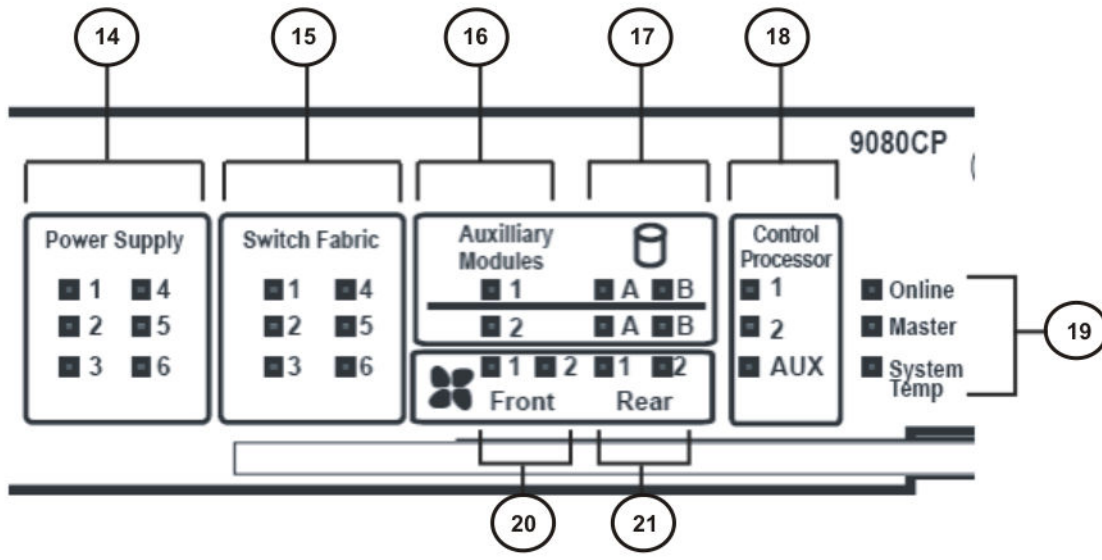 14 15 16 17 18
9080CP
Power Supply
1 4
2 5
3 6
Switch Fabric
1 4
2 5
3 6
Auxilliary
Modules
1 A B
2 A B
1 2 1 2
Front Rear
Control
Processor
1
2
AUX
Online
Master
System
Temp
19
20 21